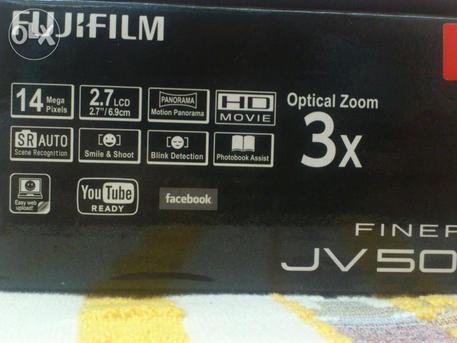 OLX
FUJIFILM
14 Mega Pixels
2.7 LCD
2.7"/6.9cm
PANORAMA
Motion Panorama
HD
MOVIE
Optical Zoom
3x
SR AUTO
Scene Recognition
Smile & Shoot
Blink Detection
Photobook Assist
Easy web upload!
YouTube
READY
facebook
FINEP
JV50